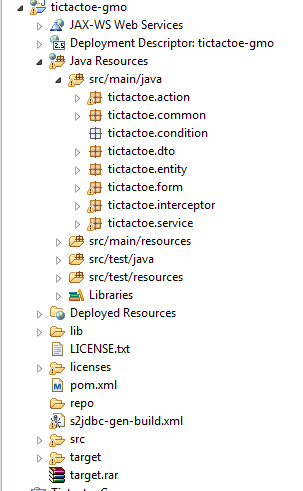 tictactoe-gmo
JAX-WS Web Services
Deployment Descriptor: tictactoe-gmo
Java Resources
src/main/java
tictactoe.action
tictactoe.common
tictactoe.condition
tictactoe.dto
tictactoe.entity
tictactoe.form
tictactoe.interceptor
tictactoe.service
src/main/resources
src/test/java
src/test/resources
Libraries
Deployed Resources
lib
LICENSE.txt
licenses
pom.xml
repo
s2jdbc-gen-build.xml
src
target
target.rar